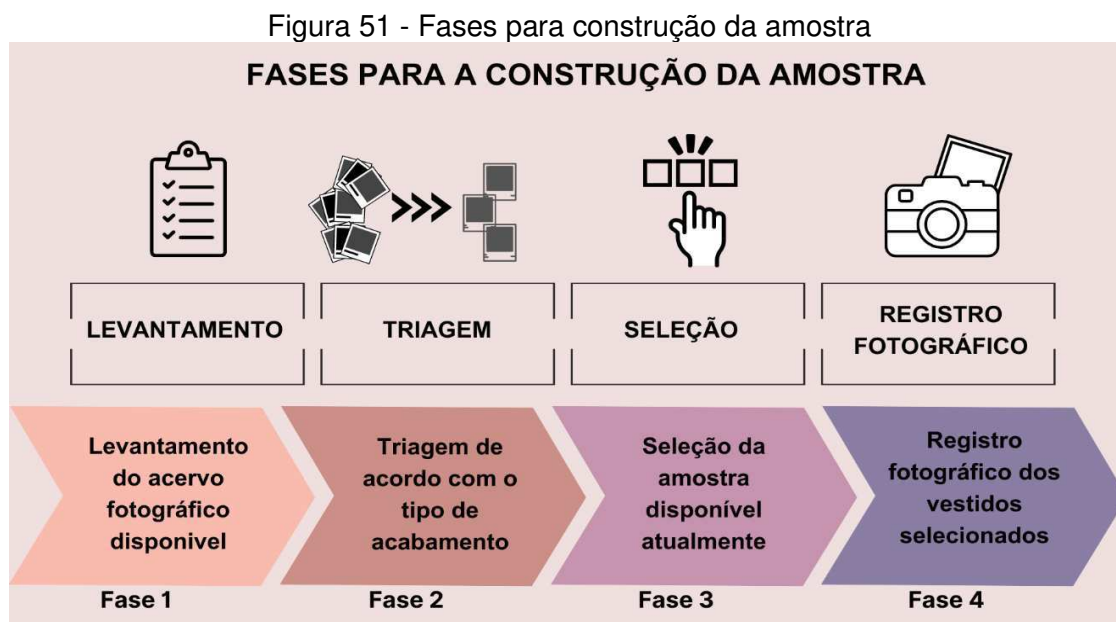 Figura 51 - Fases para construção da amostra
FASES PARA A CONSTRUÇÃO DA AMOSTRA
LEVANTAMENTO
TRIAGEM
SELEÇÃO
REGISTRO
FOTOGRÁFICO
Levantamento
do acervo
fotográfico
disponivel
Triagem de
acordo com o
tipo de
acabamento
Seleção da
amostra
disponível
atualmente
Registro
fotográfico dos
vestidos
selecionados
Fase 1
Fase 2
Fase 3
Fase 4